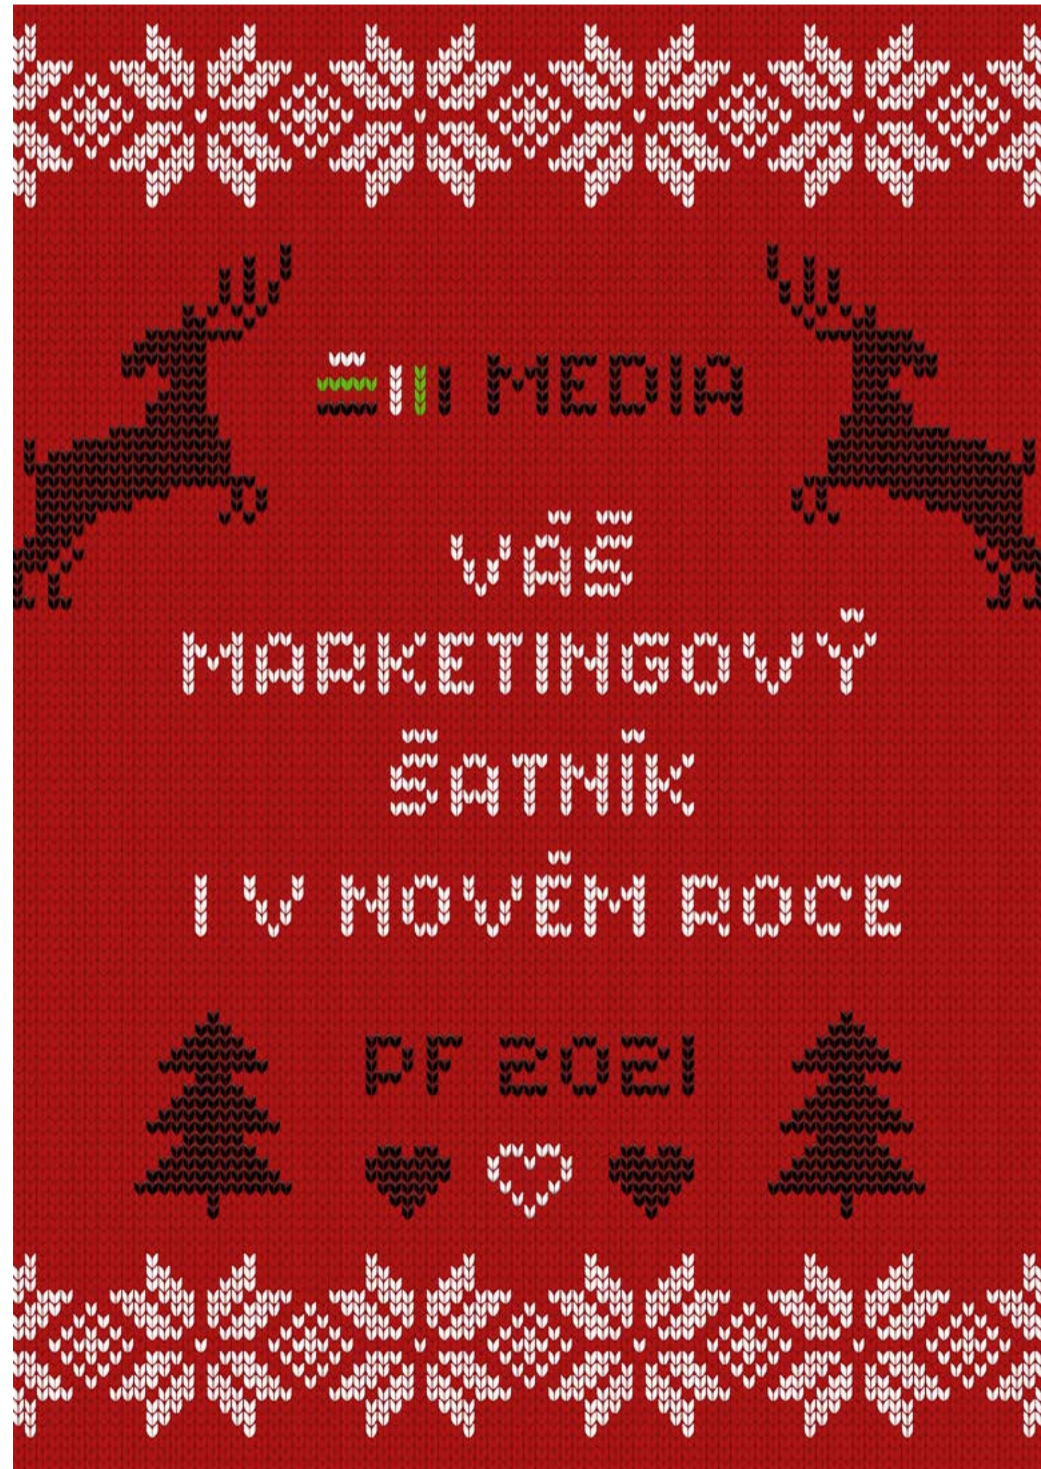 MEDIA
VÁŠ
MARKETINGOVÝ
ŠATNÍK
I V NOVÉM ROCE
PF 2021